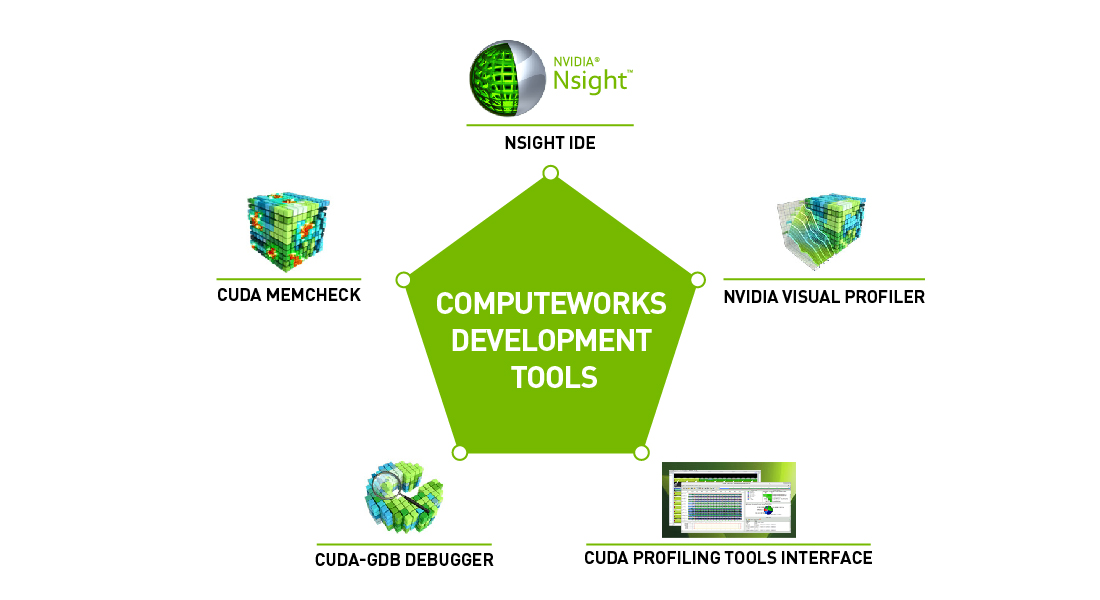 NVIDIA®
Nsight™
NSIGHT IDE
CUDA MEMCHECK
NVIDIA VISUAL PROFILER
COMPUTEWORKS
DEVELOPMENT
TOOLS
CUDA-GDB DEBUGGER
CUDA PROFILING TOOLS INTERFACE